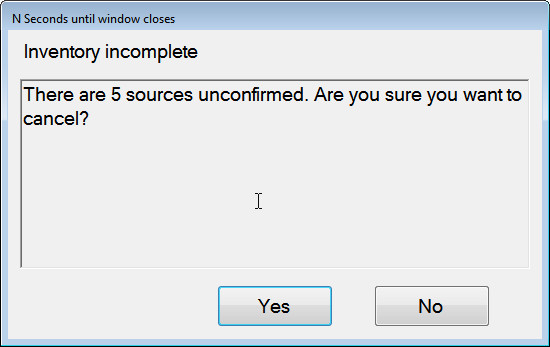 N Seconds until window closes
Inventory incomplete
There are 5 sources unconfirmed. Are you sure you want to
cancel?
Yes No